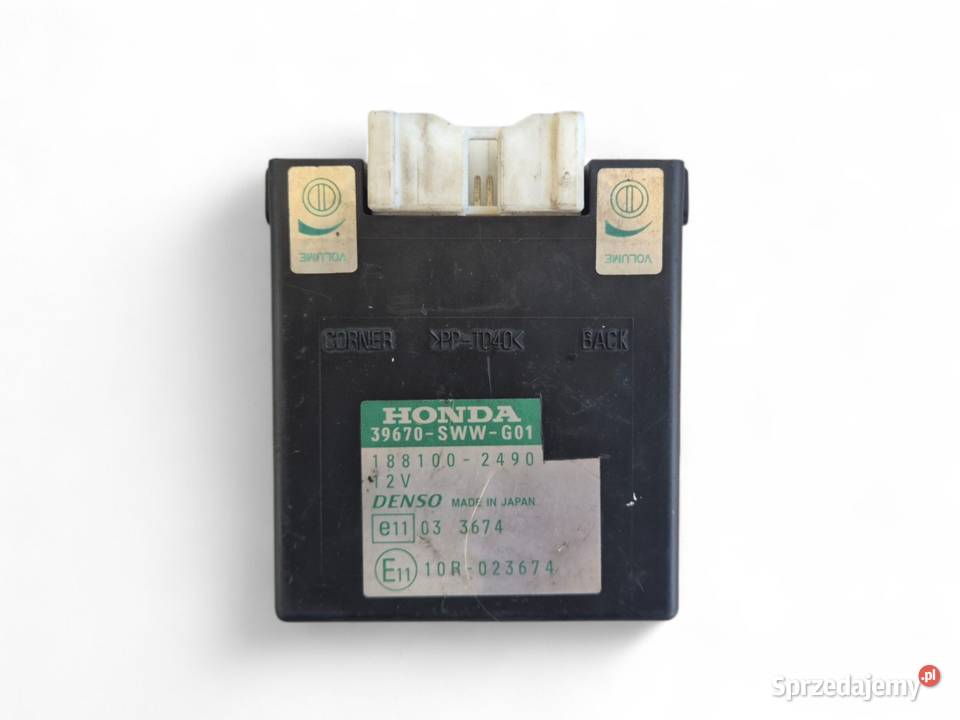 VOLUME
VOLUME
CORNER >PP-TD40< BACK
HONDA
39670-SWW-G01
188100-2490
12V
DENSO MADE IN JAPAN
e11 03 3674
E11 10R-023674
Sprzedajemy.pl